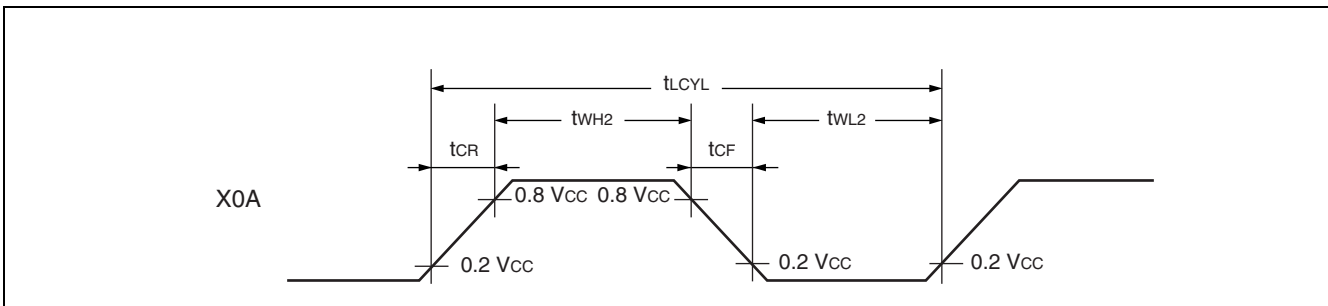 tLCYL
tWH2 tWL2
tCR tCF
X0A 0.8 VCC 0.8 VCC
0.2 VCC 0.2 VCC 0.2 VCC